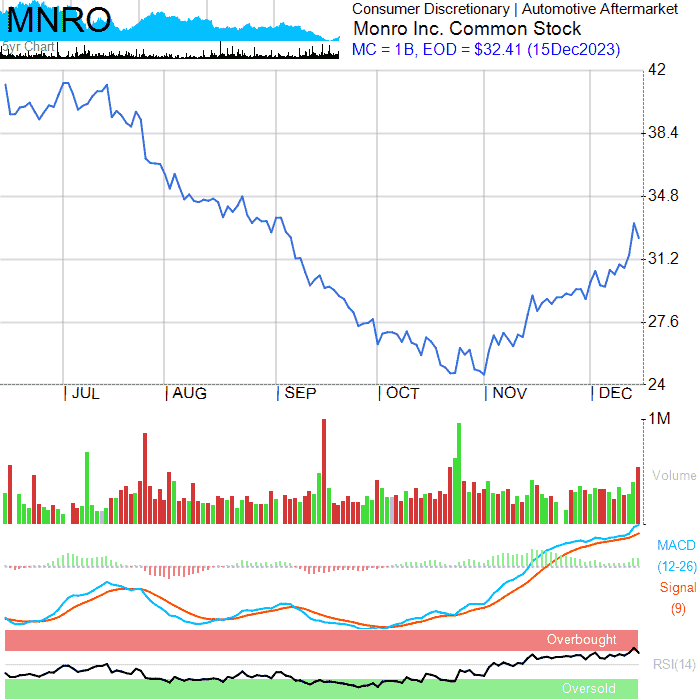 MNRO
5yr Chart
Consumer Discretionary | Automotive Aftermarket
Monro Inc. Common Stock
MC = 1B, EOD = $32.41 (15Dec2023)
42
38.4
34.8
31.2
27.6
24
| JUL | AUG | SEP | OCT | NOV | DEC
1M
Volume
MACD
(12-26)
Signal
(9)
Overbought
RSI(14)
Oversold